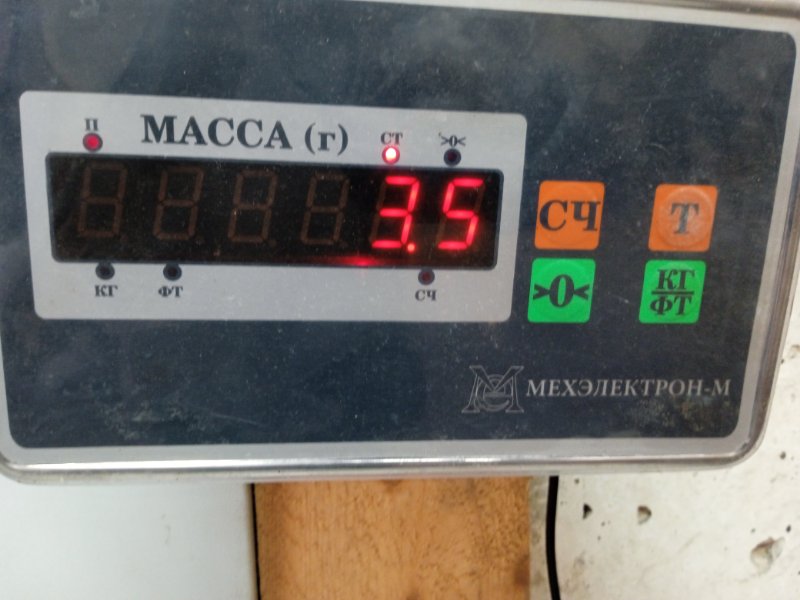 П МАССА (г) СТ >0<
3.5
КГ ФТ СЧ
СЧ Т
>0< КГ/ФТ
МЕХЭЛЕКТРОН-М